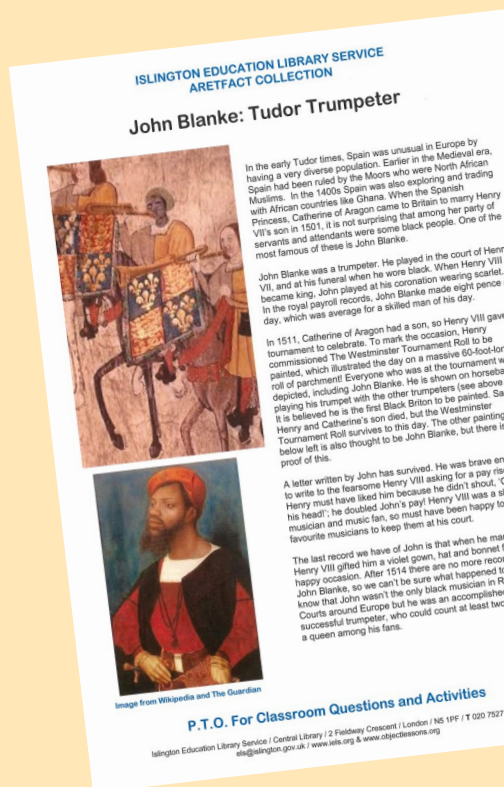 ISLINGTON EDUCATION LIBRARY SERVICE
ARETFACT COLLECTION
John Blanke: Tudor Trumpeter
In the early Tudor times, Spain was unusual in Europe by
having a very diverse population. Earlier in the Medieval era,
Spain had been ruled by the Moors who were North African
Muslims. In the 1400s Spain was also exploring and trading
with African countries like Ghana. When the Spanish
Princess, Catherine of Aragon came to Britain to marry Henry
VII's son in 1501, it is not surprising that among her party of
servants and attendants were some black people. One of the
most famous of these is John Blanke.
John Blanke was a trumpeter. He played in the court of Henr
VII, and at his funeral when he wore black. When Henry VIII
became king, John played at his coronation wearing scarlet.
In the royal payroll records, John Blanke made eight pence
day, which was average for a skilled man of his day.
In 1511, Catherine of Aragon had a son, so Henry VIII gave
tournament to celebrate. To mark the occasion, Henry
commissioned The Westminster Tournament Roll to be
painted, which illustrated the day on a massive 60-foot-lon
roll of parchment! Everyone who was at the tournament w
depicted, including John Blanke. He is shown on horseba
playing his trumpet with the other trumpeters (see above
It is believed he is the first Black Briton to be painted. Sa
Henry and Catherine's son died, but the Westminster
Tournament Roll survives to this day. The other painting
below left is also thought to be John Blanke, but there is
proof of this.
A letter written by John has survived. He was brave en
to write to the fearsome Henry VIII asking for a pay ris
Henry must have liked him because he didn't shout, 'O
his head!'; he doubled John's pay! Henry VIII was a s
musician and music fan, so must have been happy to
favourite musicians to keep them at his court.
The last record we have of John is that when he mar
Henry VIII gifted him a violet gown, hat and bonnet f
happy occasion. After 1514 there are no more recor
John Blanke, so we can't be sure what happened to
know that John wasn't the only black musician in R
Courts around Europe but he was an accomplished
successful trumpeter, who could count at least two
a queen among his fans.
Image from Wikipedia and The Guardian
P.T.O. For Classroom Questions and Activities
Islington Education Library Service / Central Library / 2 Fieldway Crescent / London / N5 1PF / T 020 7527
els@islington.gov.uk / www.iels.org & www.objectlessons.org